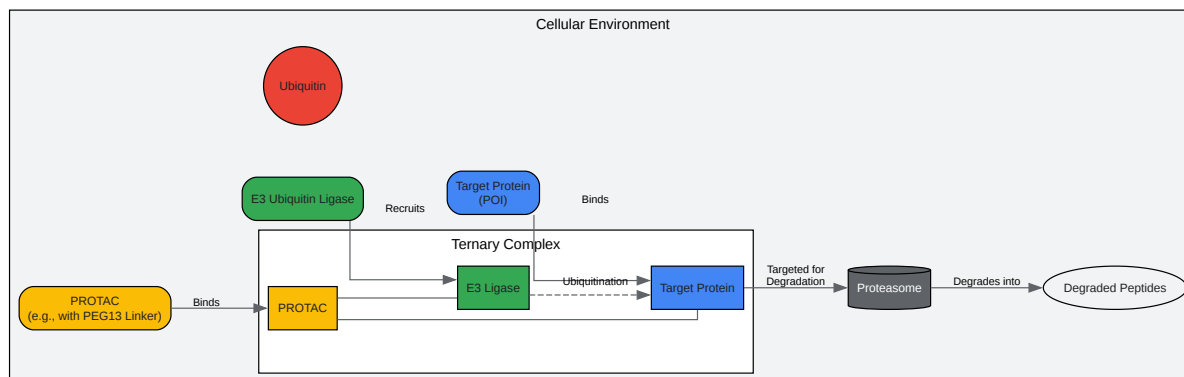 Cellular Environment
Ubiquitin
E3 Ubiquitin Ligase
Recruits
Target Protein
(POI)
Binds
Ternary Complex
PROTAC
(e.g., with PEG13 Linker)
Binds
PROTAC
E3 Ligase
Ubiquitination
Target Protein
Targeted for
Degradation
Proteasome
Degrades into
Degraded Peptides